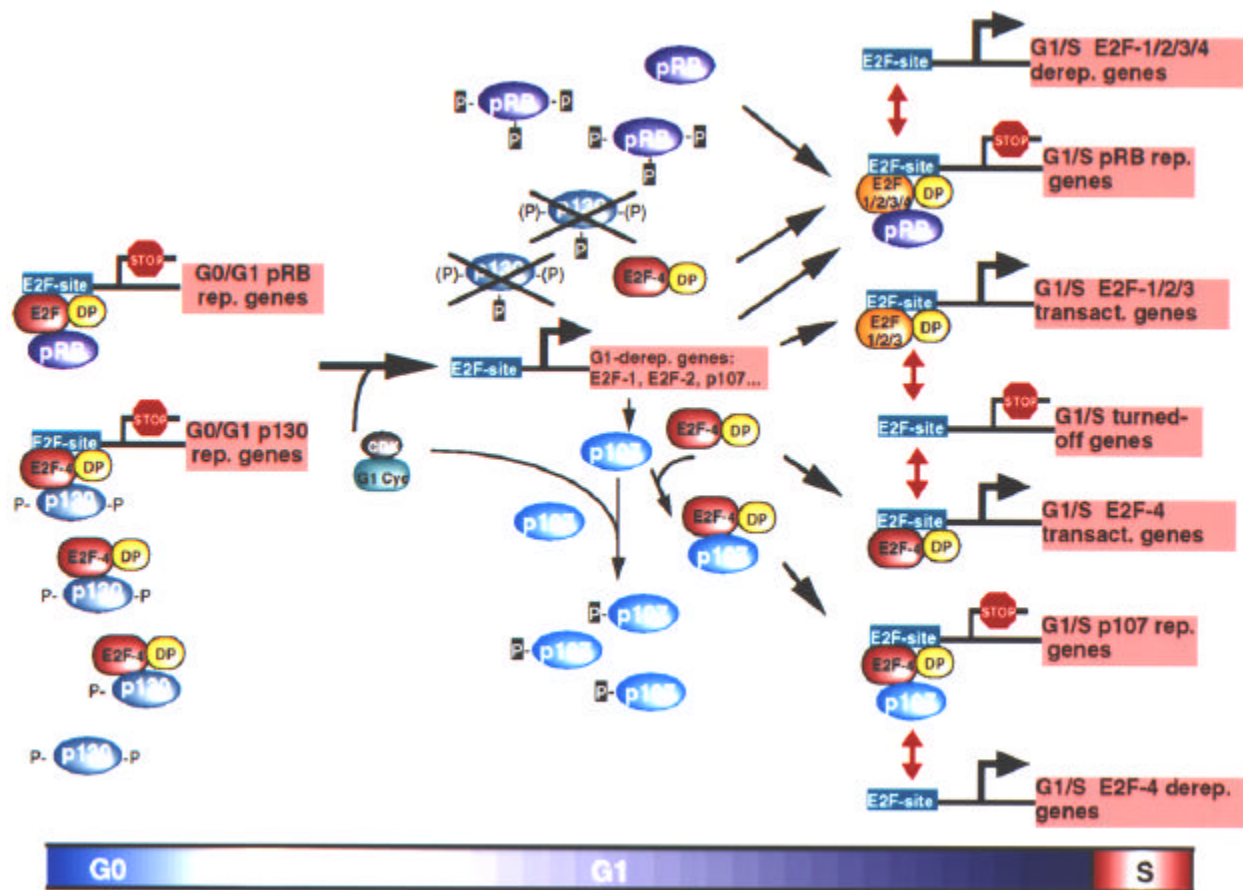 E2F-site
STOP
G0/G1 pRB
rep. genes
E2F DP
pRB
E2F-site
STOP
G0/G1 p130
rep. genes
E2F-4 DP
P- p130 -P
E2F-4 DP
P- p130 -P
E2F-4 DP
P- p130
P- p130 -P
pRB
P- pRB -P
P
P- pRB -P
P
(P)- p130 -(P)
P
(P)- p130 -(P)
P
E2F-4 DP
E2F-site
G1-derep. genes:
E2F-1, E2F-2, p107...
CDK
G1 Cyc
p107
E2F-4 DP
p107
E2F-4 DP
p107
P- p107
P- p107
P- p107
E2F-site
G1/S E2F-1/2/3/4
derep. genes
E2F-site
STOP
G1/S pRB rep.
genes
E2F
1/2/3/4
DP
pRB
E2F-site
G1/S E2F-1/2/3
transact. genes
E2F
1/2/3
DP
E2F-site
STOP
G1/S turned-
off genes
E2F-site
G1/S E2F-4
transact. genes
E2F-4 DP
E2F-site
STOP
G1/S p107 rep.
genes
E2F-4 DP
p107
E2F-site
G1/S E2F-4 derep.
genes
G0 G1 S